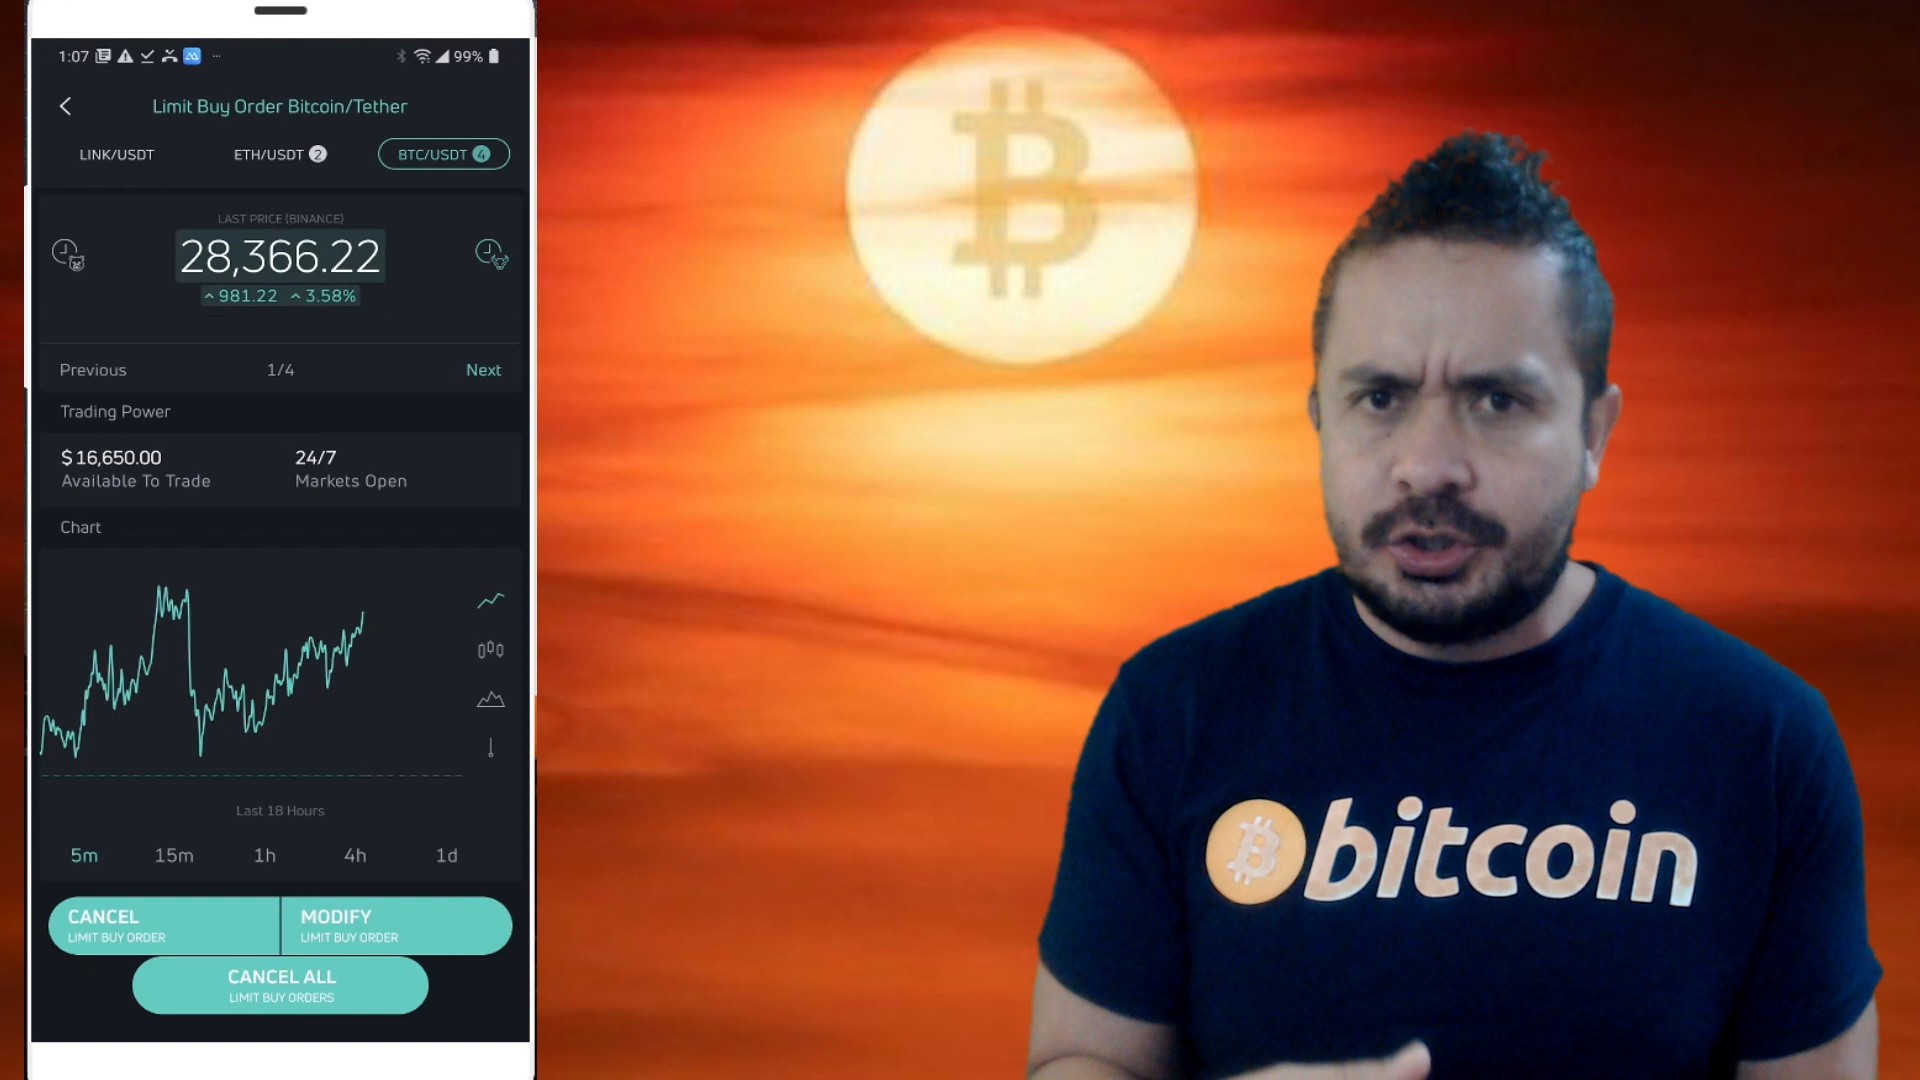 1:07 ... 99%
Limit Buy Order Bitcoin/Tether
LINK/USDT ETH/USDT 2 BTC/USDT 4
LAST PRICE (BINANCE)
28,366.22
981.22 3.58%
Previous 1/4 Next
Trading Power
$16,650.00 24/7
Available To Trade Markets Open
Chart
Last 18 Hours
5m 15m 1h 4h 1d
CANCEL MODIFY
LIMIT BUY ORDER LIMIT BUY ORDER
CANCEL ALL
LIMIT BUY ORDERS
bitcoin